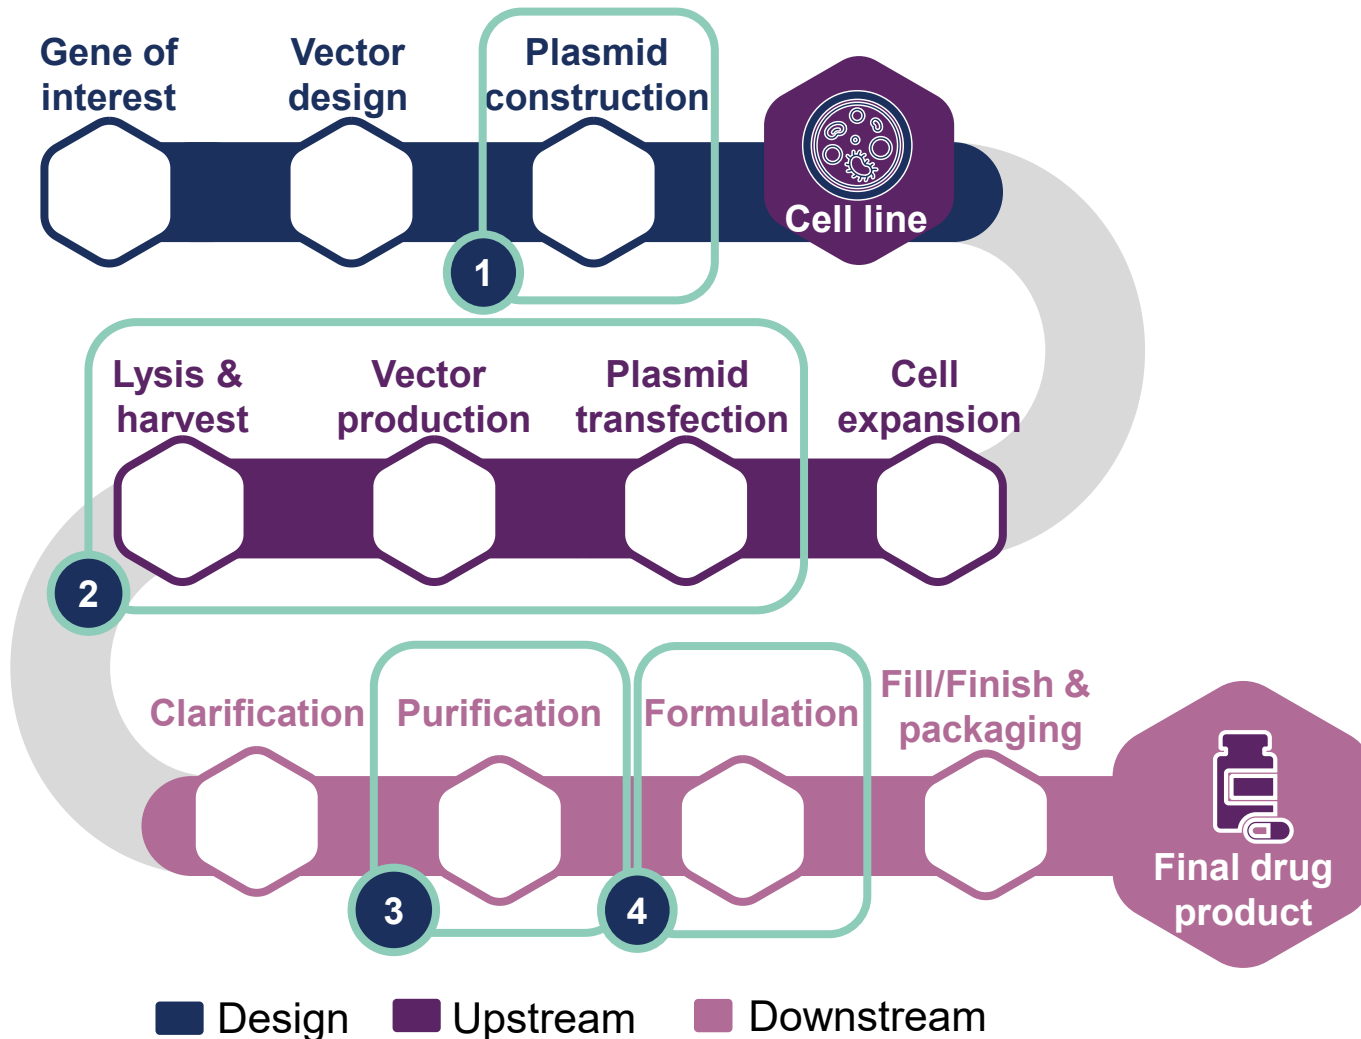 Gene of
interest
Vector
design
Plasmid
construction
Cell line
1
Lysis &
harvest
Vector
production
Plasmid
transfection
Cell
expansion
2
Clarification
Purification
Formulation
Fill/Finish &
packaging
3
4
Final drug
product
Design
Upstream
Downstream